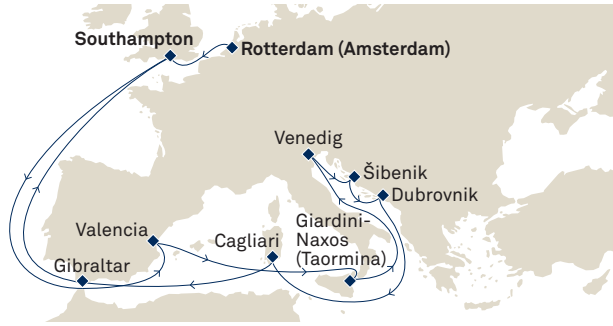 Southampton
Rotterdam (Amsterdam)
Venedig
Šibenik
Dubrovnik
Giardini-
Naxos
(Taormina)
Cagliari
Valencia
Gibraltar